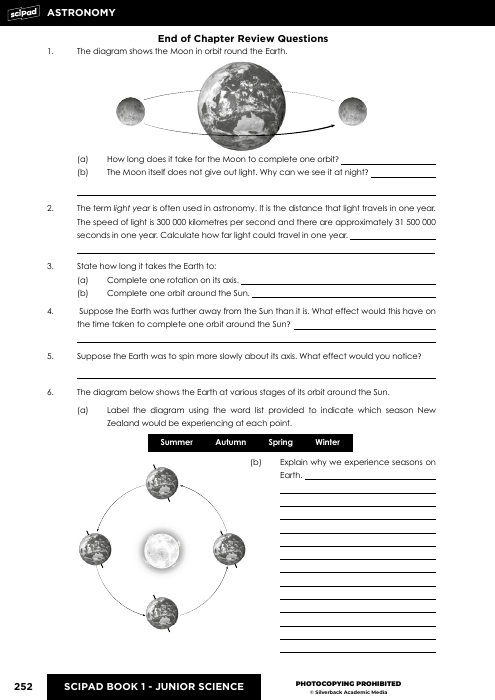 scipad ASTRONOMY
End of Chapter Review Questions
1. The diagram shows the Moon in orbit round the Earth.
(a) How long does it take for the Moon to complete one orbit?
(b) The Moon itself does not give out light. Why can we see it at night?
2. The term light year is often used in astronomy. It is the distance that light travels in one year.
The speed of light is 300 000 kilometres per second and there are approximately 31 500 000
seconds in one year. Calculate how far light could travel in one year.
3. State how long it takes the Earth to:
(a) Complete one rotation on its axis.
(b) Complete one orbit around the Sun.
4. Suppose the Earth was further away from the Sun than it is. What effect would this have on
the time taken to complete one orbit around the Sun?
5. Suppose the Earth was to spin more slowly about its axis. What effect would you notice?
6. The diagram below shows the Earth at various stages of its orbit around the Sun.
(a) Label the diagram using the word list provided to indicate which season New
Zealand would be experiencing at each point.
Summer Autumn Spring Winter
(b) Explain why we experience seasons on
Earth.
252 SCIPAD BOOK 1 - JUNIOR SCIENCE
PHOTOCOPYING PROHIBITED
© Silverback Academic Media